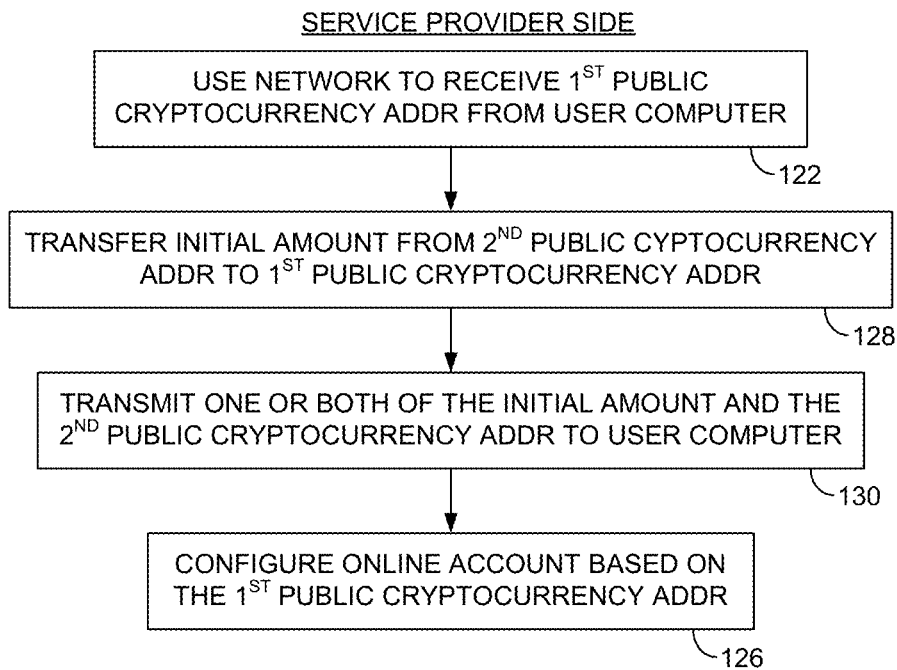 SERVICE PROVIDER SIDE
USE NETWORK TO RECEIVE 1ST PUBLIC
CRYPTOCURRENCY ADDR FROM USER COMPUTER
122
TRANSFER INITIAL AMOUNT FROM 2ND PUBLIC CYPTOCURRENCY
ADDR TO 1ST PUBLIC CRYPTOCURRENCY ADDR
128
TRANSMIT ONE OR BOTH OF THE INITIAL AMOUNT AND THE
2ND PUBLIC CRYPTOCURRENCY ADDR TO USER COMPUTER
130
CONFIGURE ONLINE ACCOUNT BASED ON
THE 1ST PUBLIC CRYPTOCURRENCY ADDR
126